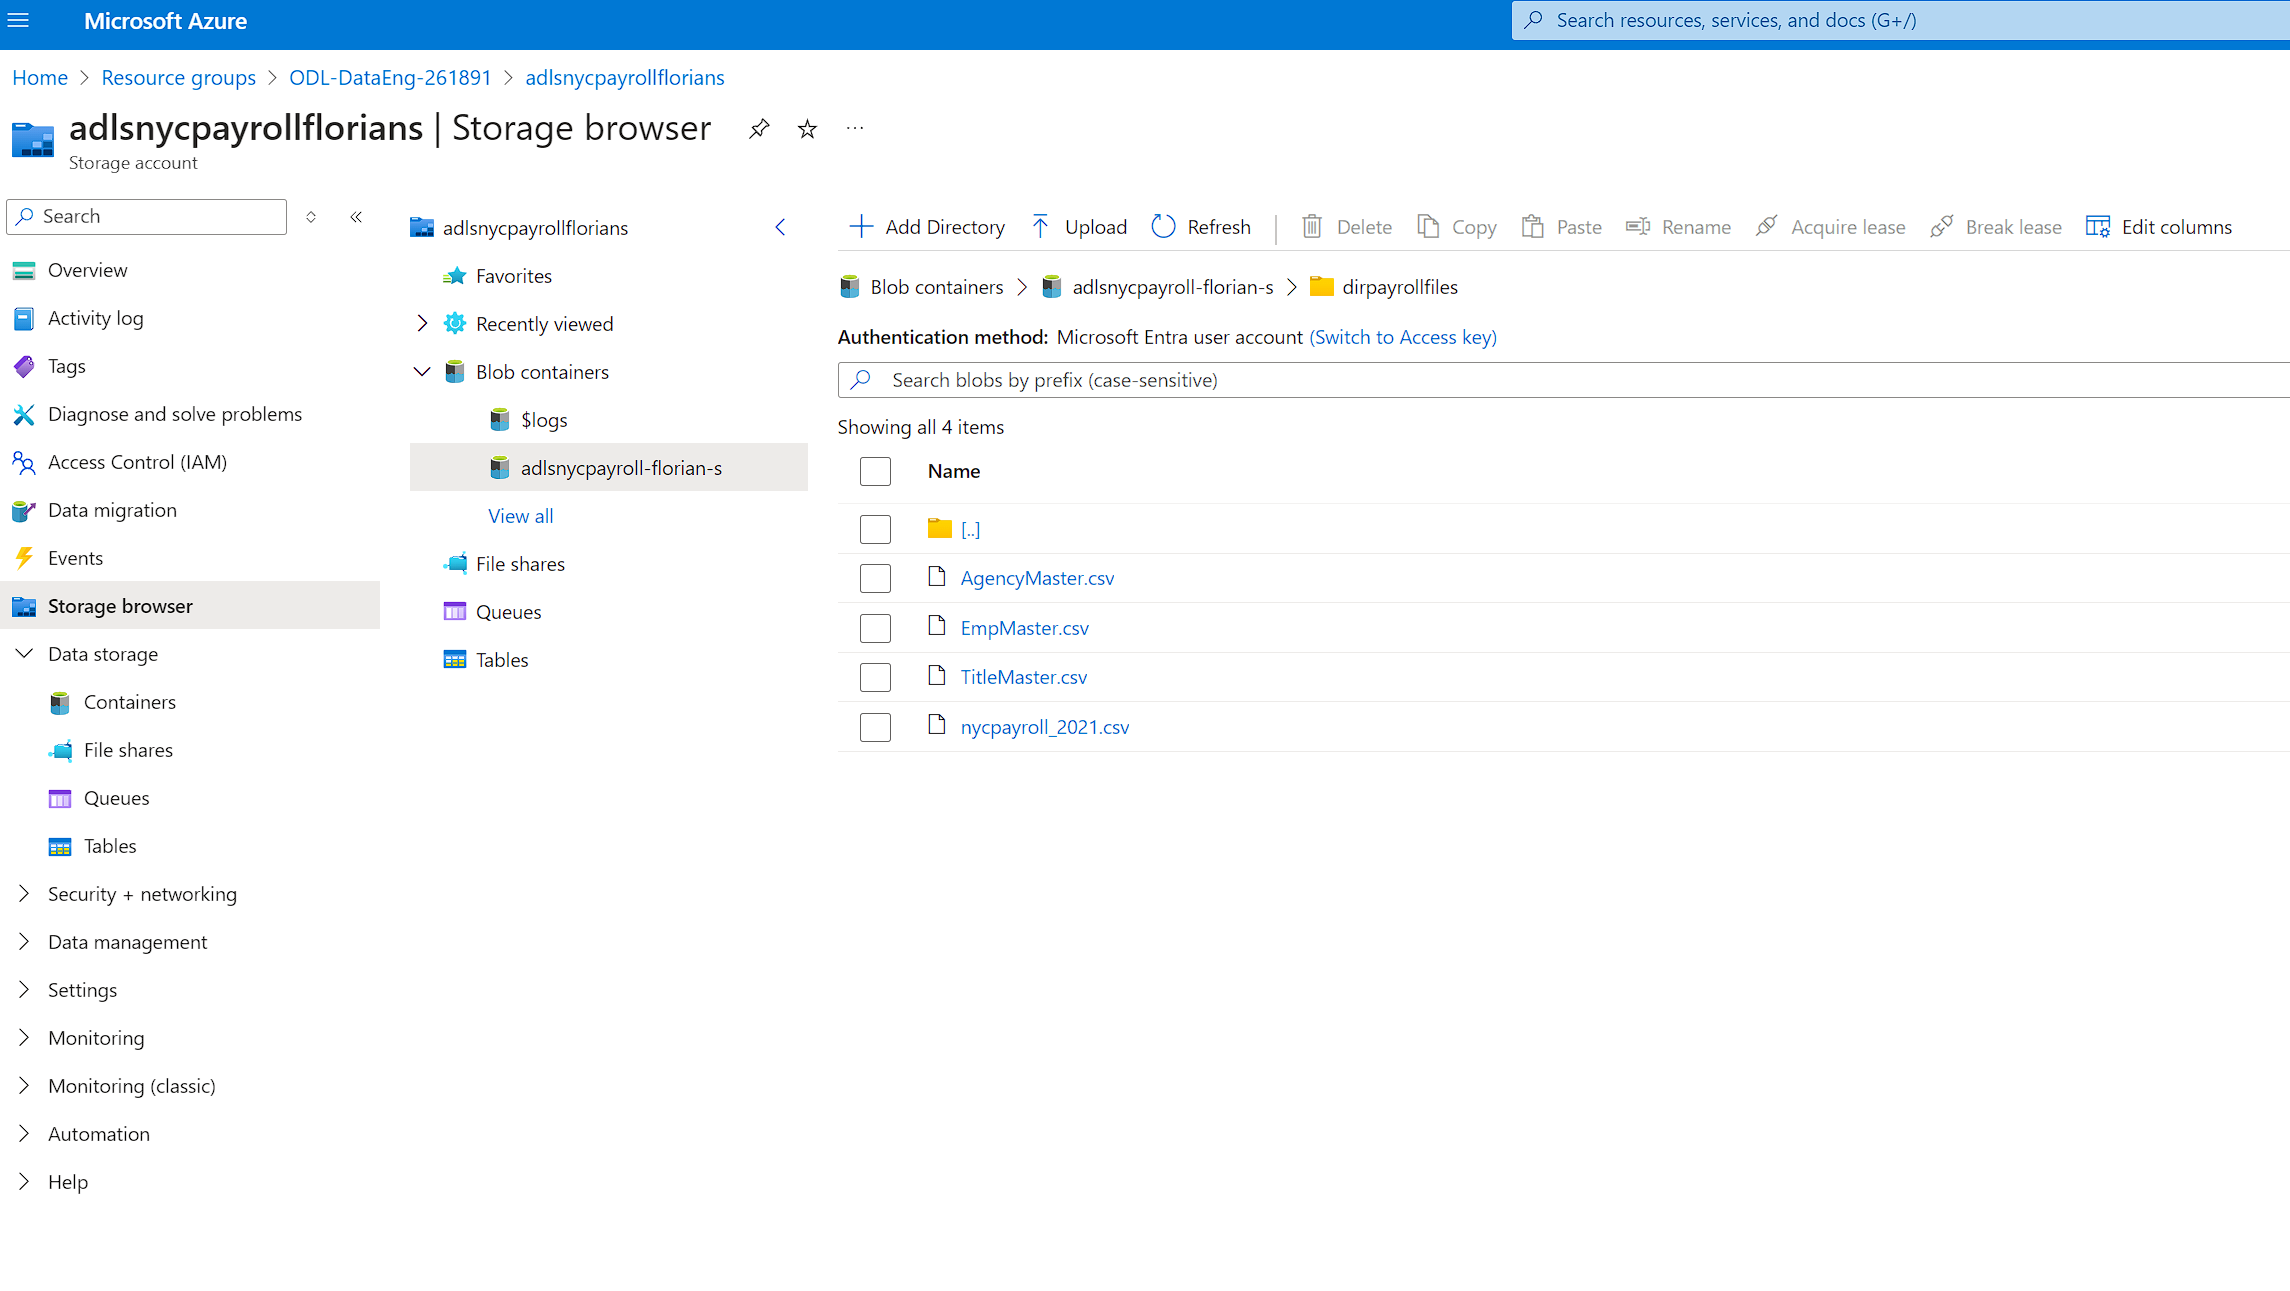 Microsoft Azure
Search resources, services, and docs (G+/)
Home > Resource groups > ODL-DataEng-261891 > adlsnycpayrollflorians
adlsnycpayrollflorians | Storage browser
Storage account
Search
Overview
Activity log
Tags
Diagnose and solve problems
Access Control (IAM)
Data migration
Events
Storage browser
Data storage
Containers
File shares
Queues
Tables
Security + networking
Data management
Settings
Monitoring
Monitoring (classic)
Automation
Help
adlsnycpayrollflorians
Favorites
Recently viewed
Blob containers
$logs
adlsnycpayroll-florian-s
View all
File shares
Queues
Tables
Add Directory Upload Refresh Delete Copy Paste Rename Acquire lease Break lease Edit columns
Blob containers > adlsnycpayroll-florian-s > dirpayrollfiles
Authentication method: Microsoft Entra user account (Switch to Access key)
Search blobs by prefix (case-sensitive)
Showing all 4 items
Name
[..]
AgencyMaster.csv
EmpMaster.csv
TitleMaster.csv
nycpayroll_2021.csv